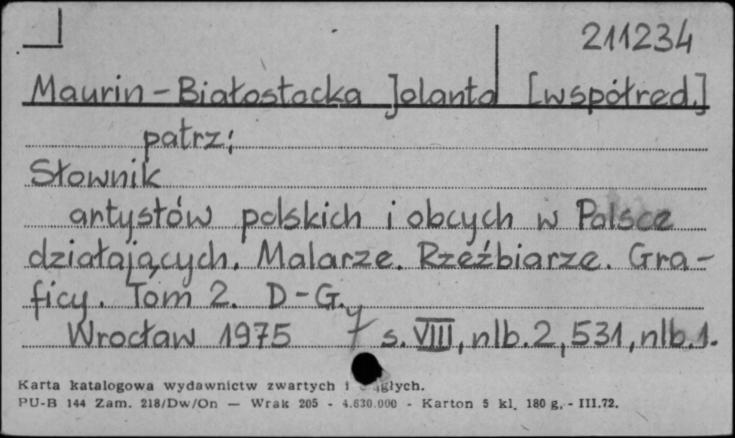 211234
Maurin-Białostocka Jolanta [współred.]
patrz:
Słownik
artystów polskich i obcych w Polsce
działających. Malarze. Rzeźbiarze. Gra-
ficy. Tom 2. D-G.
Wrocław 1975 s. VIII, nlb. 2, 531, nlb. 1.
Karta katalogowa wydawnictw zwartych i
PU-B 144 Zam. 218/Dw/On — Wrak 205 - 4.630.000 - Karton 5 kl. 180 g. - III.72.